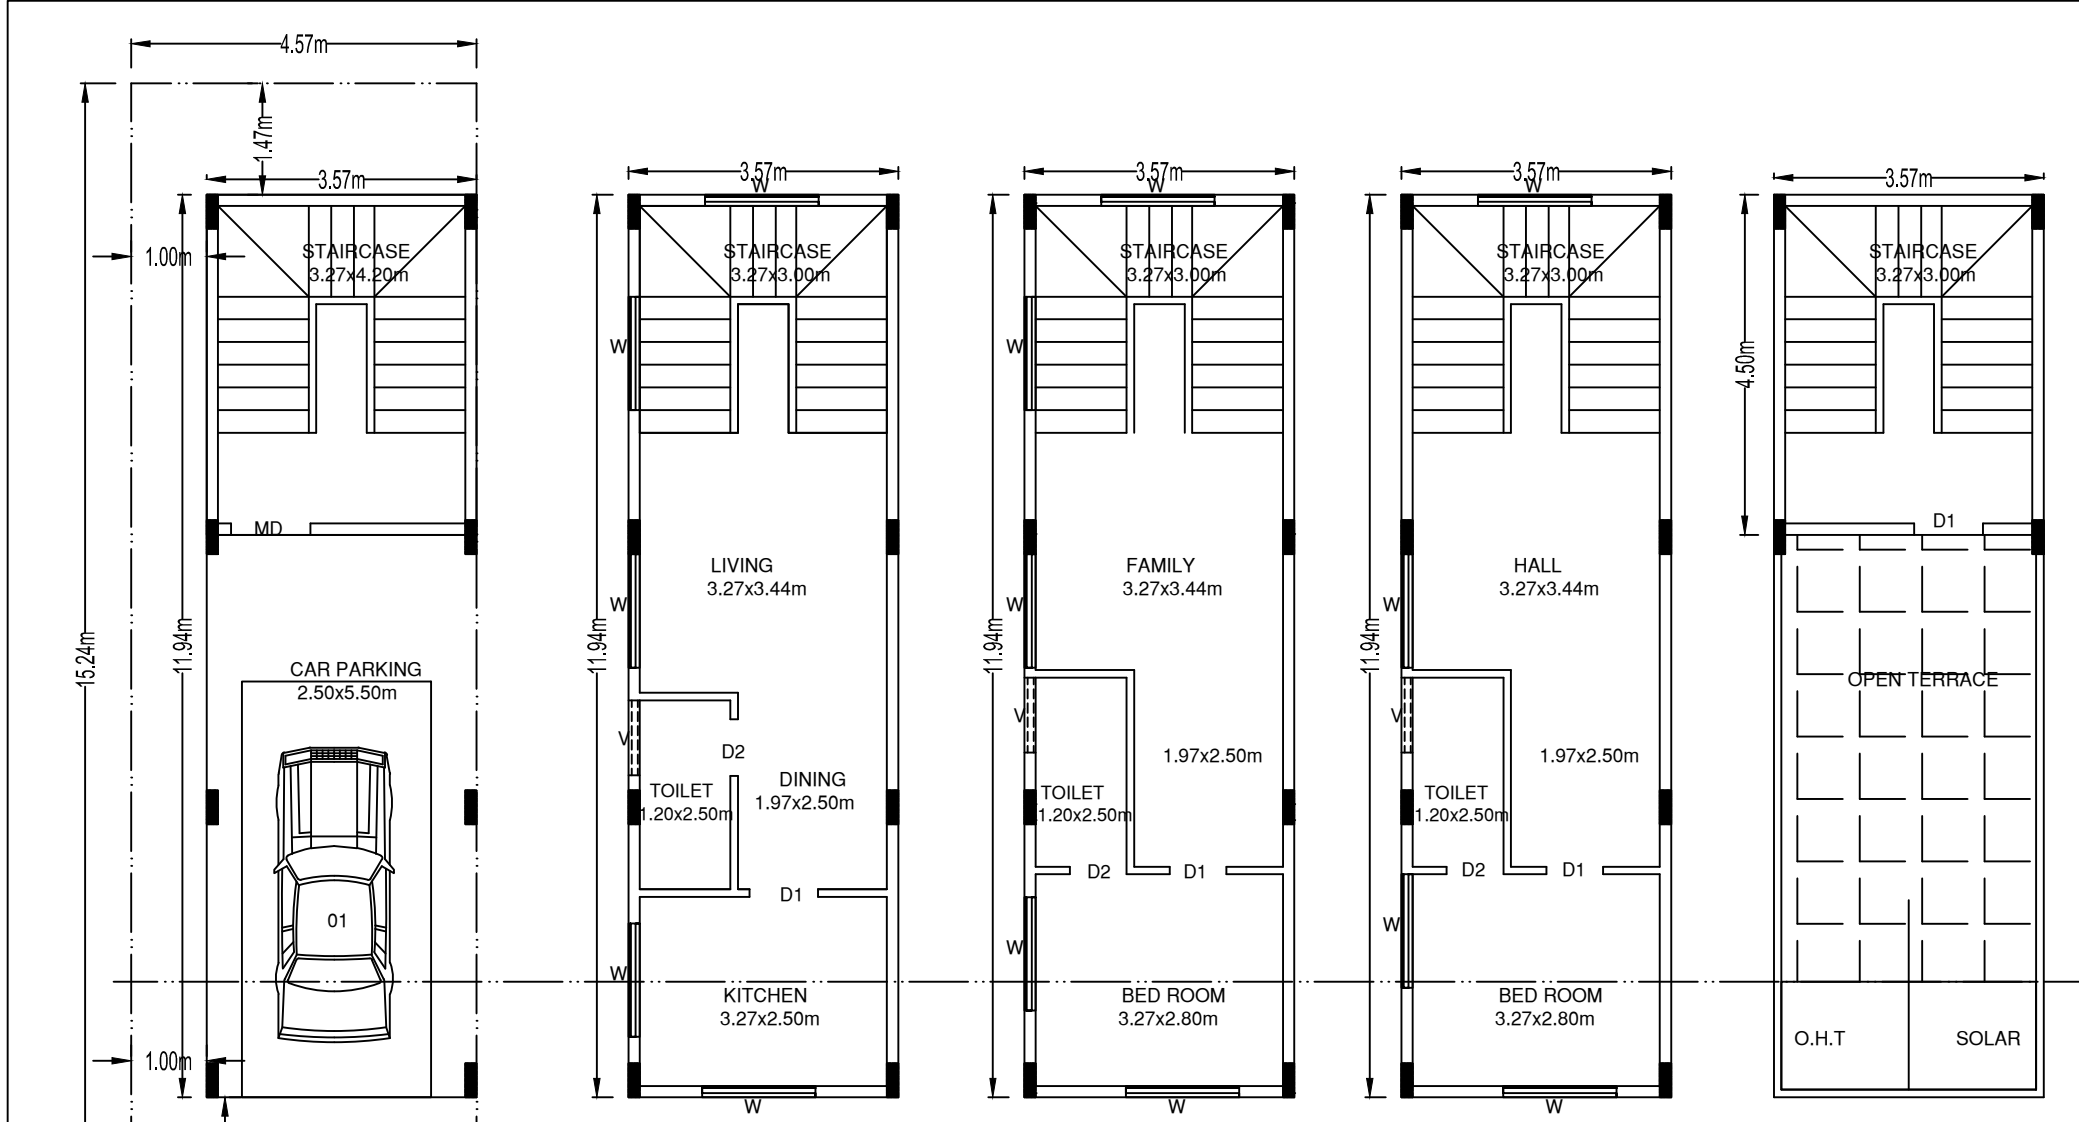 4.57m
15.24m
1.47m
3.57m
1.00m
11.94m
STAIRCASE
3.27x4.20m
MD
CAR PARKING
2.50x5.50m
01
1.00m
3.57m
W
11.94m
STAIRCASE
3.27x3.00m
W
LIVING
3.27x3.44m
W
V
D2
TOILET
1.20x2.50m
DINING
1.97x2.50m
D1
W
KITCHEN
3.27x2.50m
W
3.57m
W
11.94m
STAIRCASE
3.27x3.00m
W
FAMILY
3.27x3.44m
W
V
1.97x2.50m
TOILET
1.20x2.50m
D2
D1
W
BED ROOM
3.27x2.80m
W
3.57m
W
11.94m
STAIRCASE
3.27x3.00m
HALL
3.27x3.44m
W
V
1.97x2.50m
TOILET
1.20x2.50m
D2
D1
W
BED ROOM
3.27x2.80m
W
3.57m
4.50m
STAIRCASE
3.27x3.00m
D1
OPEN TERRACE
O.H.T
SOLAR